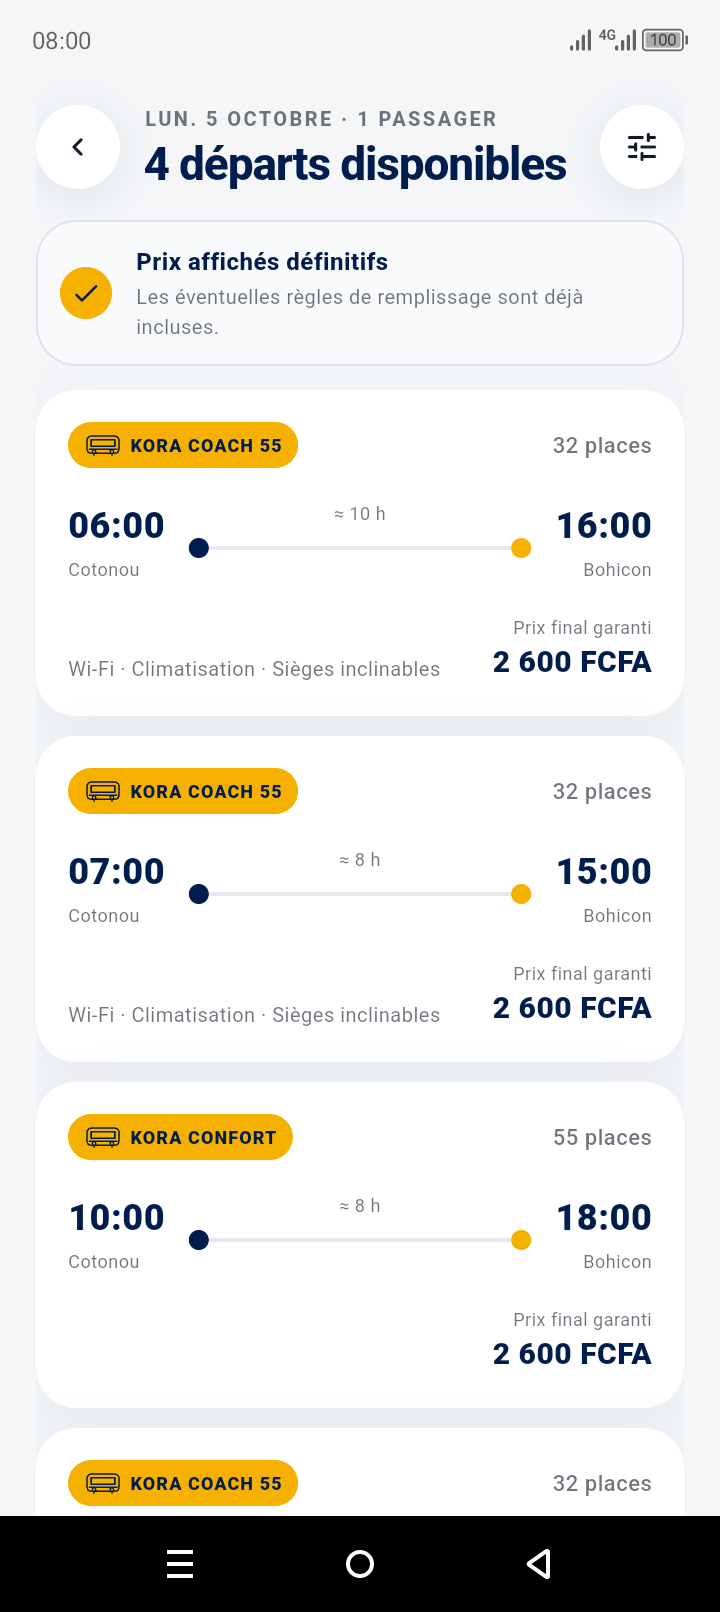 08:00
4G
100
LUN. 5 OCTOBRE · 1 PASSAGER
4 départs disponibles
Prix affichés définitifs
Les éventuelles règles de remplissage sont déjà
incluses.
KORA COACH 55
32 places
06:00
≈ 10 h
16:00
Cotonou
Bohicon
Prix final garanti
Wi-Fi · Climatisation · Sièges inclinables
2 600 FCFA
KORA COACH 55
32 places
07:00
≈ 8 h
15:00
Cotonou
Bohicon
Prix final garanti
Wi-Fi · Climatisation · Sièges inclinables
2 600 FCFA
KORA CONFORT
55 places
10:00
≈ 8 h
18:00
Cotonou
Bohicon
Prix final garanti
2 600 FCFA
KORA COACH 55
32 places